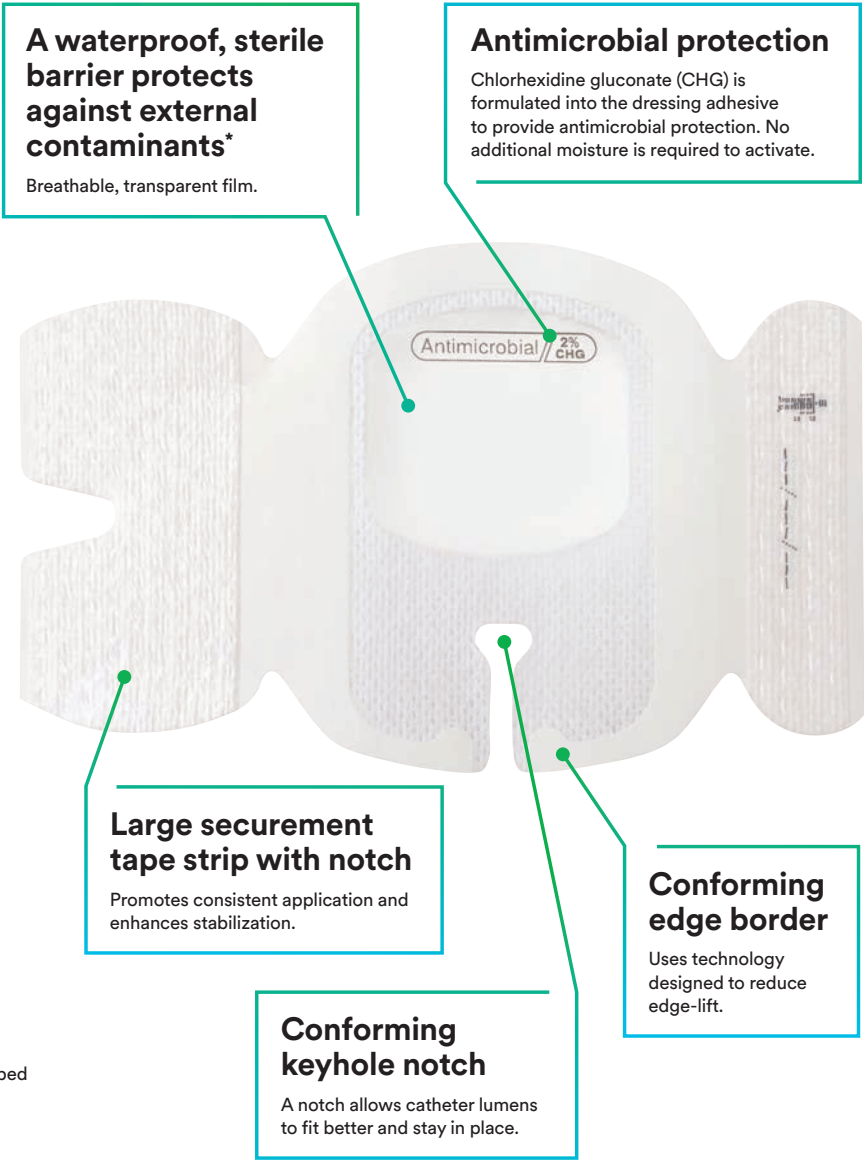 A waterproof, sterile
barrier protects
against external
contaminants*
Breathable, transparent film.
Antimicrobial protection
Chlorhexidine gluconate (CHG) is
formulated into the dressing adhesive
to provide antimicrobial protection. No
additional moisture is required to activate.
Antimicrobial
2%
CHG
Large securement
tape strip with notch
Promotes consistent application and
enhances stabilization.
Conforming
edge border
Uses technology
designed to reduce
edge-lift.
Conforming
keyhole notch
A notch allows catheter lumens
to fit better and stay in place.